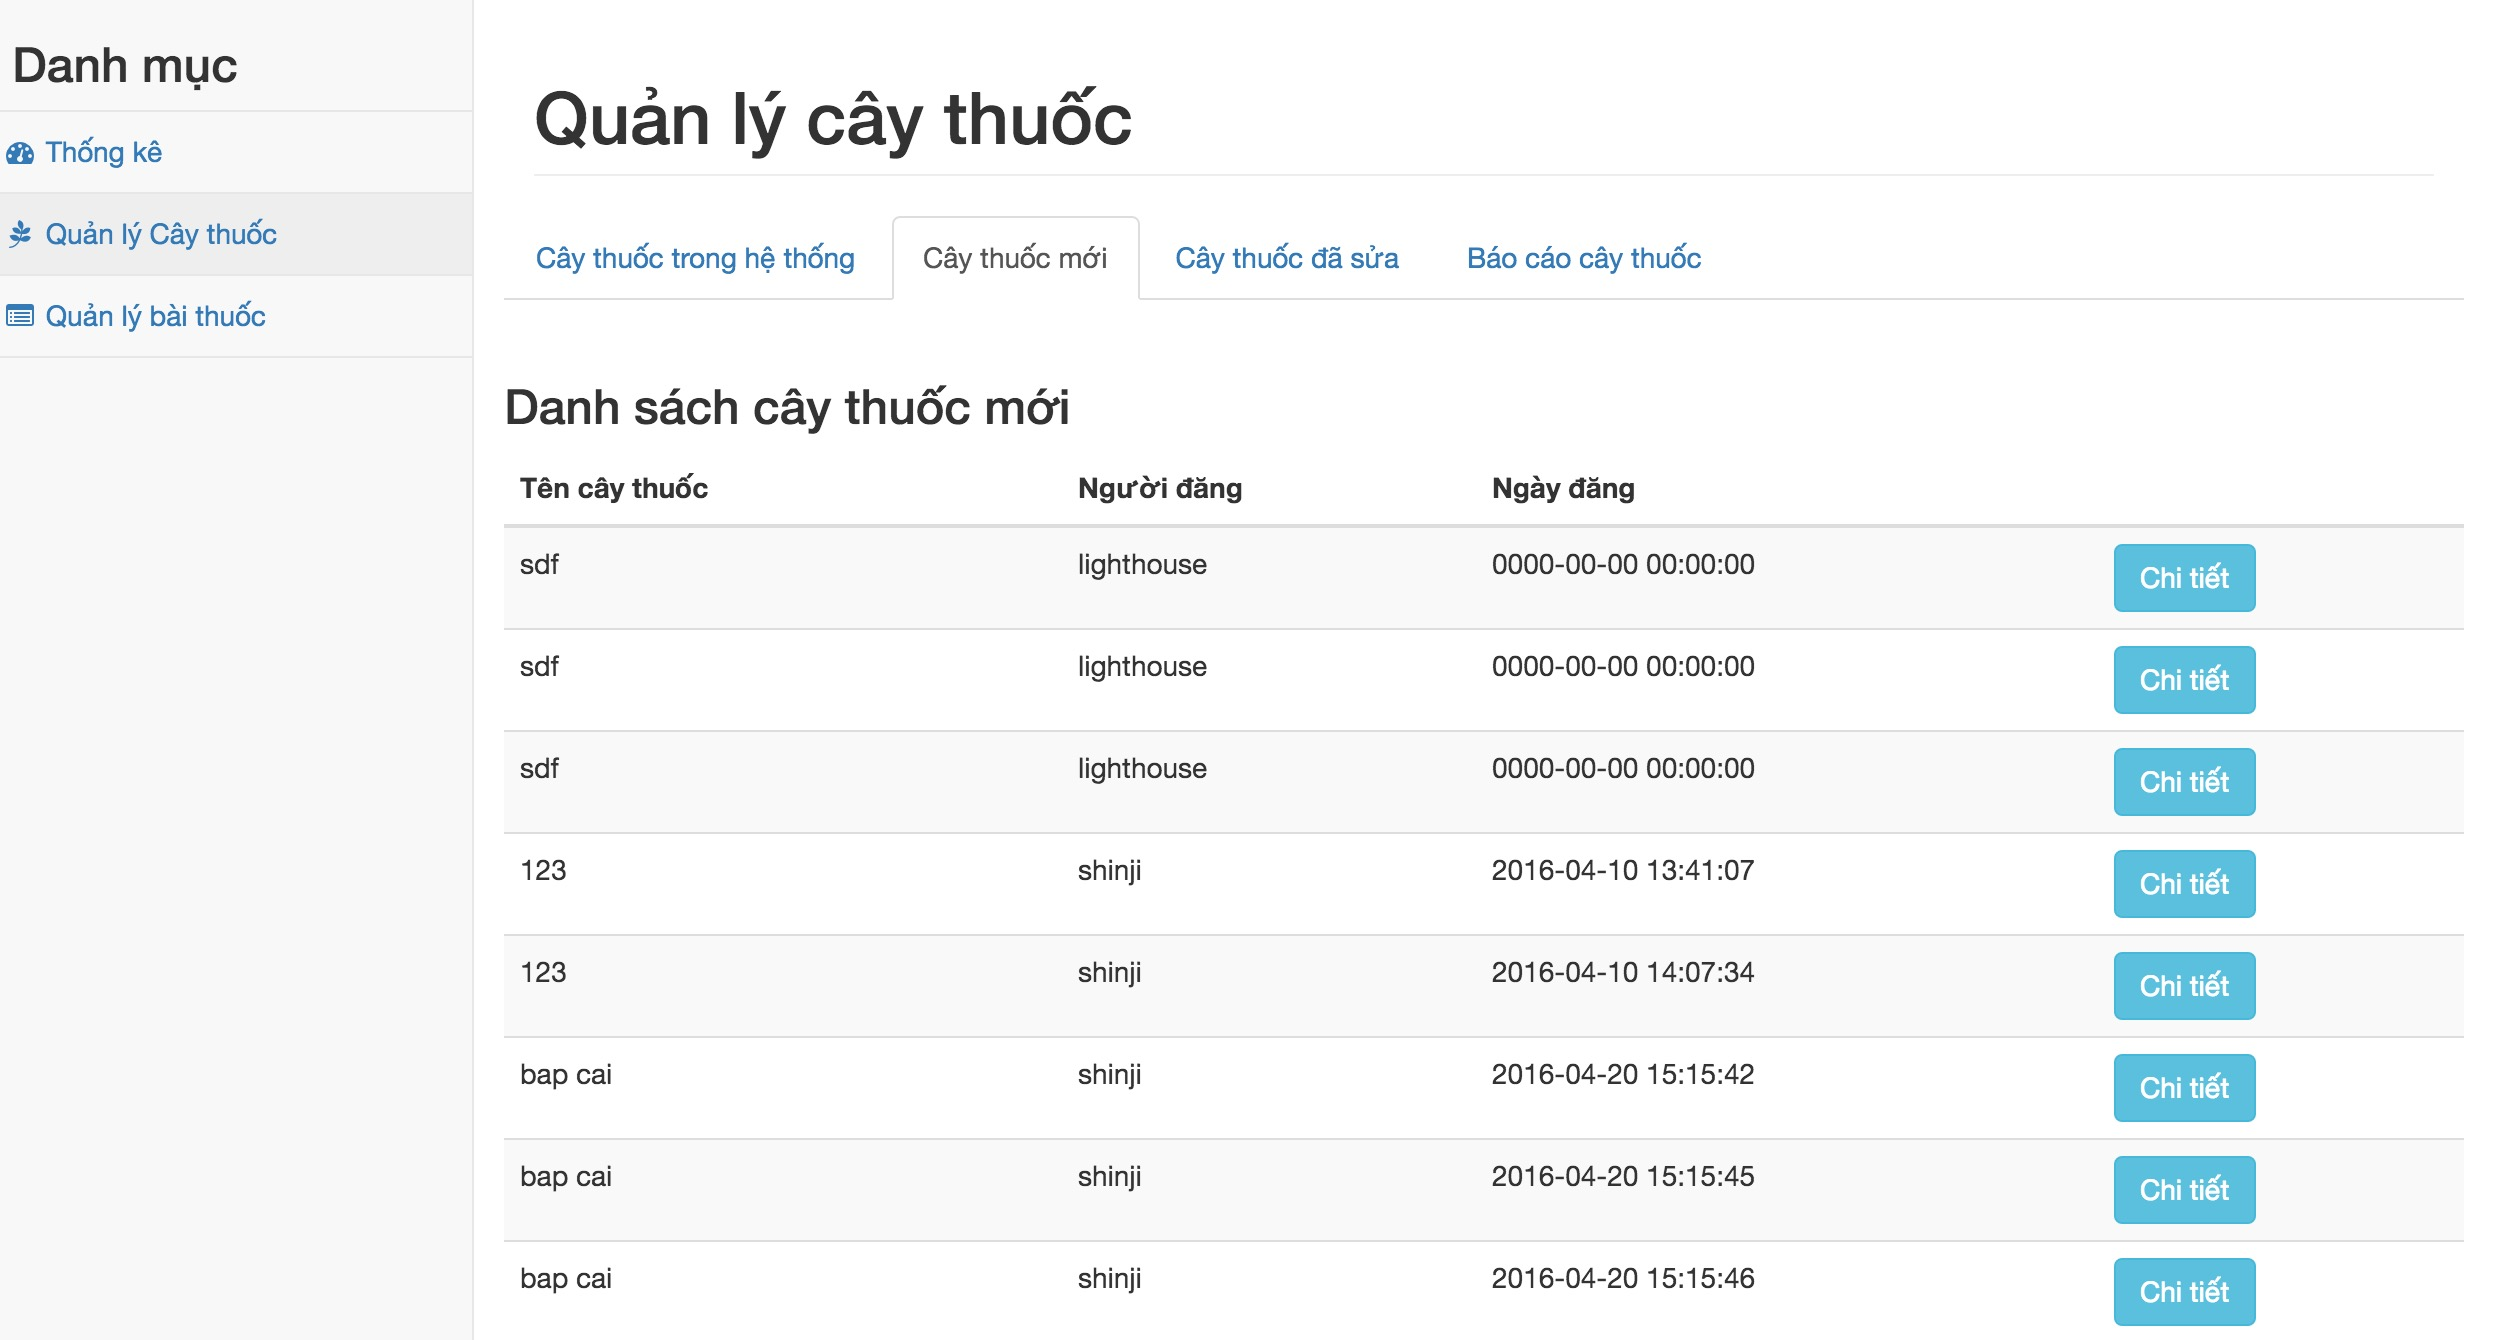 Danh mục
Thống kê
Quản lý Cây thuốc
Quản lý bài thuốc
Quản lý cây thuốc
Cây thuốc trong hệ thống Cây thuốc mới Cây thuốc đã sửa Báo cáo cây thuốc
Danh sách cây thuốc mới
Tên cây thuốc Người đăng Ngày đăng
sdf lighthouse 0000-00-00 00:00:00 Chi tiết
sdf lighthouse 0000-00-00 00:00:00 Chi tiết
sdf lighthouse 0000-00-00 00:00:00 Chi tiết
123 shinji 2016-04-10 13:41:07 Chi tiết
123 shinji 2016-04-10 14:07:34 Chi tiết
bap cai shinji 2016-04-20 15:15:42 Chi tiết
bap cai shinji 2016-04-20 15:15:45 Chi tiết
bap cai shinji 2016-04-20 15:15:46 Chi tiết